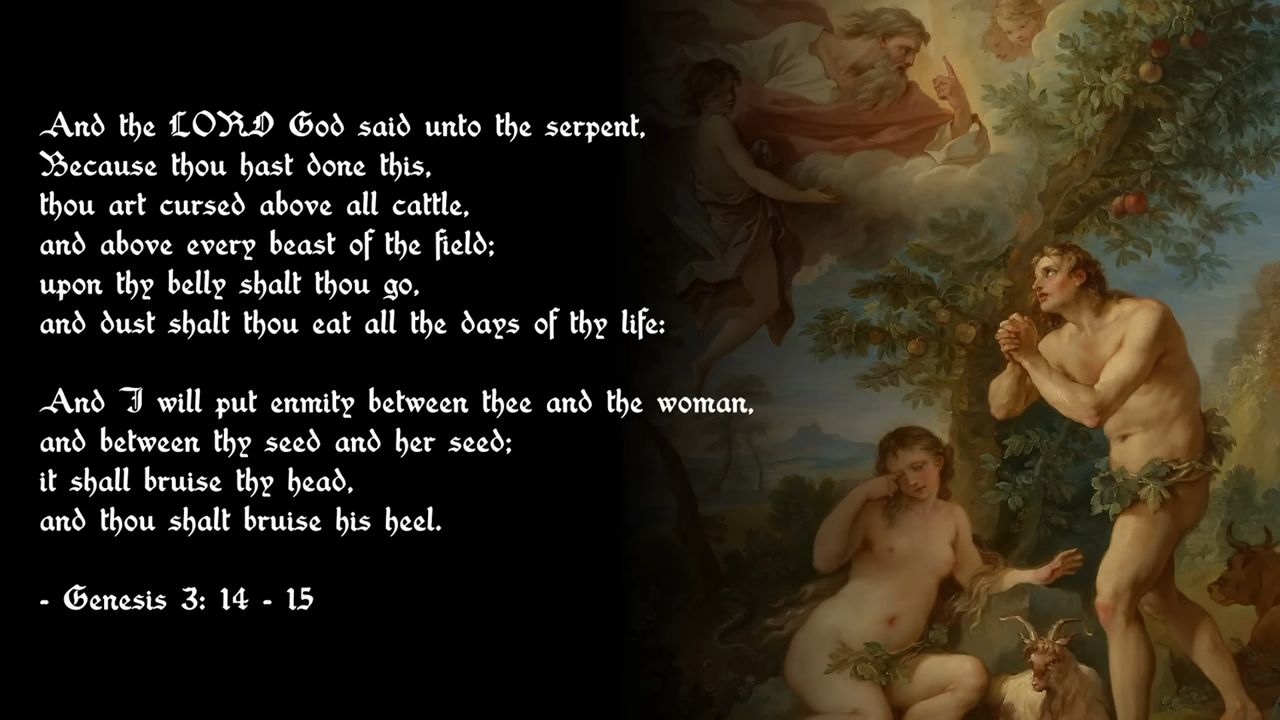 And the LORD God said unto the serpent,
Because thou hast done this,
thou art cursed above all cattle,
and above every beast of the field;
upon thy belly shalt thou go,
and dust shalt thou eat all the days of thy life:
And I will put enmity between thee and the woman,
and between thy seed and her seed;
it shall bruise thy head,
and thou shalt bruise his heel.
- Genesis 3: 14 - 15